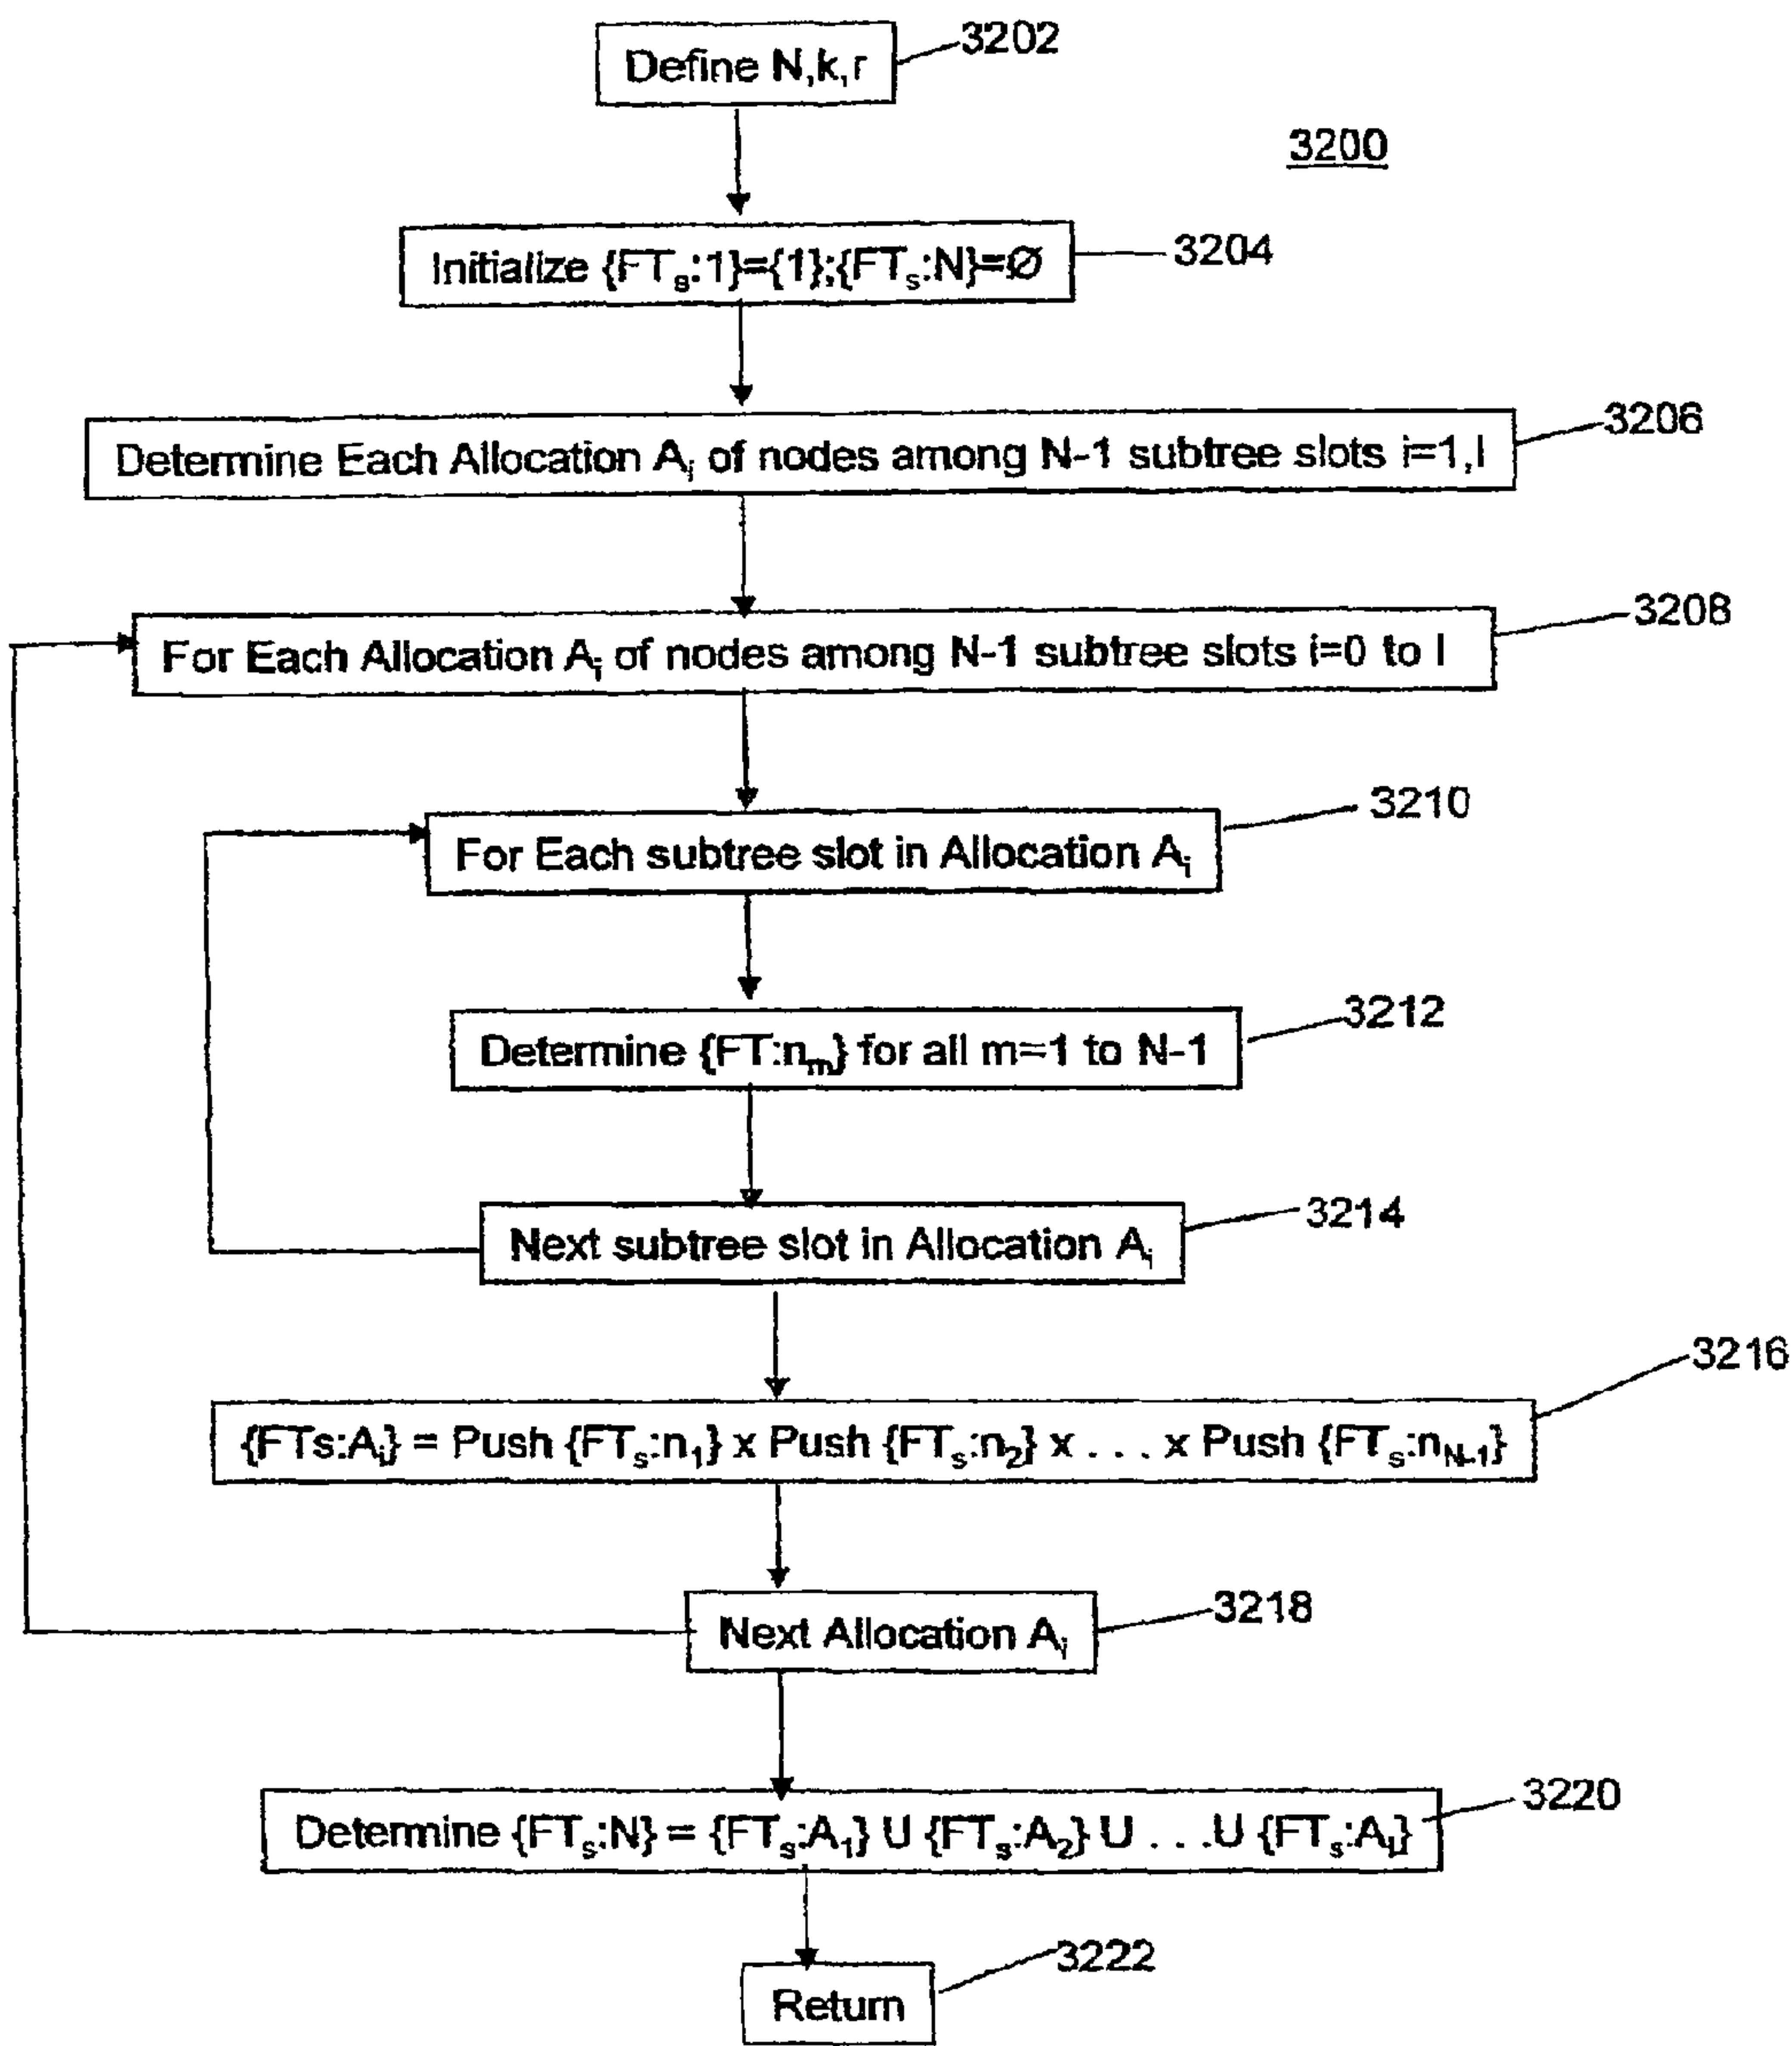 Define N,k,r
3202
3200
Initialize {FTₛ:1}={1};{FTₛ:N}=Ø
3204
Determine Each Allocation Aᵢ of nodes among N-1 subtree slots i=1,I
3206
For Each Allocation Aᵢ of nodes among N-1 subtree slots i=0 to I
3208
For Each subtree slot in Allocation Aᵢ
3210
Determine {FT:nₘ} for all m=1 to N-1
3212
Next subtree slot in Allocation Aᵢ
3214
{FTs:Aᵢ} = Push {FTₛ:n₁} x Push {FTₛ:n₂} x . . . x Push {FTₛ:n_N-1}
3216
Next Allocation Aᵢ
3218
Determine {FTₛ:N} = {FTₛ:A₁} U {FTₛ:A₂} U . . .U {FTₛ:A_I}
3220
Return
3222